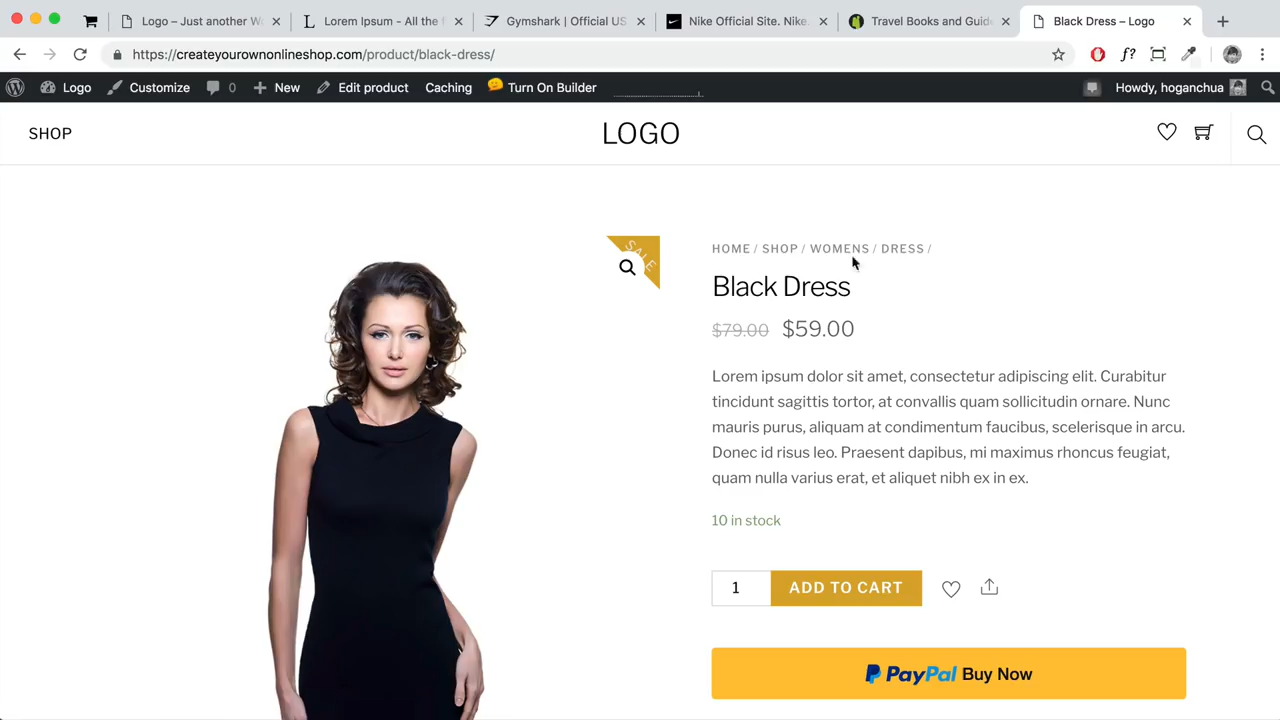 Logo – Just another W
Lorem Ipsum - All the f
Gymshark | Official US
Nike Official Site. Nike.
Travel Books and Guide
Black Dress – Logo
https://createyourownonlineshop.com/product/black-dress/
f?
Logo
Customize
0
New
Edit product
Caching
Turn On Builder
Howdy, hoganchua
SHOP
LOGO
SALE
HOME / SHOP / WOMENS / DRESS /
Black Dress
$79.00 $59.00
Lorem ipsum dolor sit amet, consectetur adipiscing elit. Curabitur
tincidunt sagittis tortor, at convallis quam sollicitudin ornare. Nunc
mauris purus, aliquam at condimentum faucibus, scelerisque in arcu.
Donec id risus leo. Praesent dapibus, mi maximus rhoncus feugiat,
quam nulla varius erat, et aliquet nibh ex in ex.
10 in stock
1
ADD TO CART
PayPal Buy Now